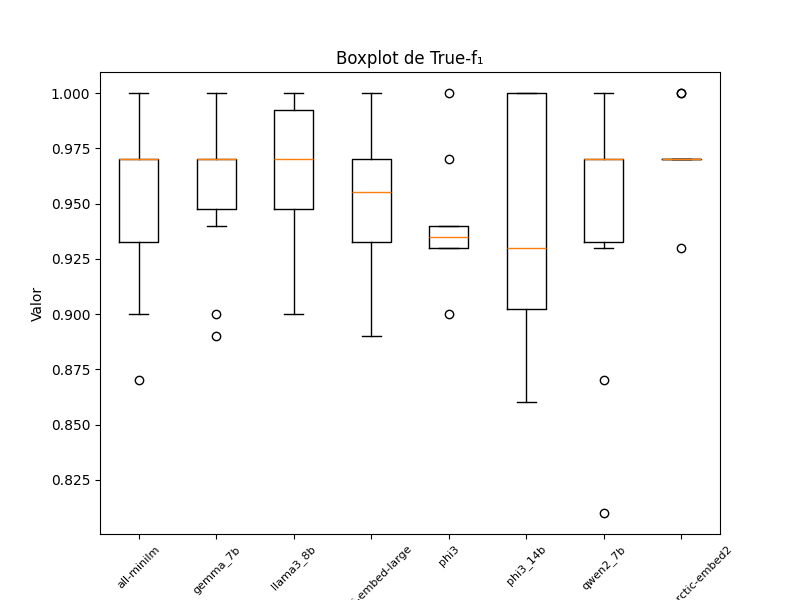 Boxplot de True-f₁
Valor
1.000
0.975
0.950
0.925
0.900
0.875
0.850
0.825
all-minilm
gemma_7b
llama3_8b
-embed-large
phi3
phi3_14b
qwen2_7b
rctic-embed2